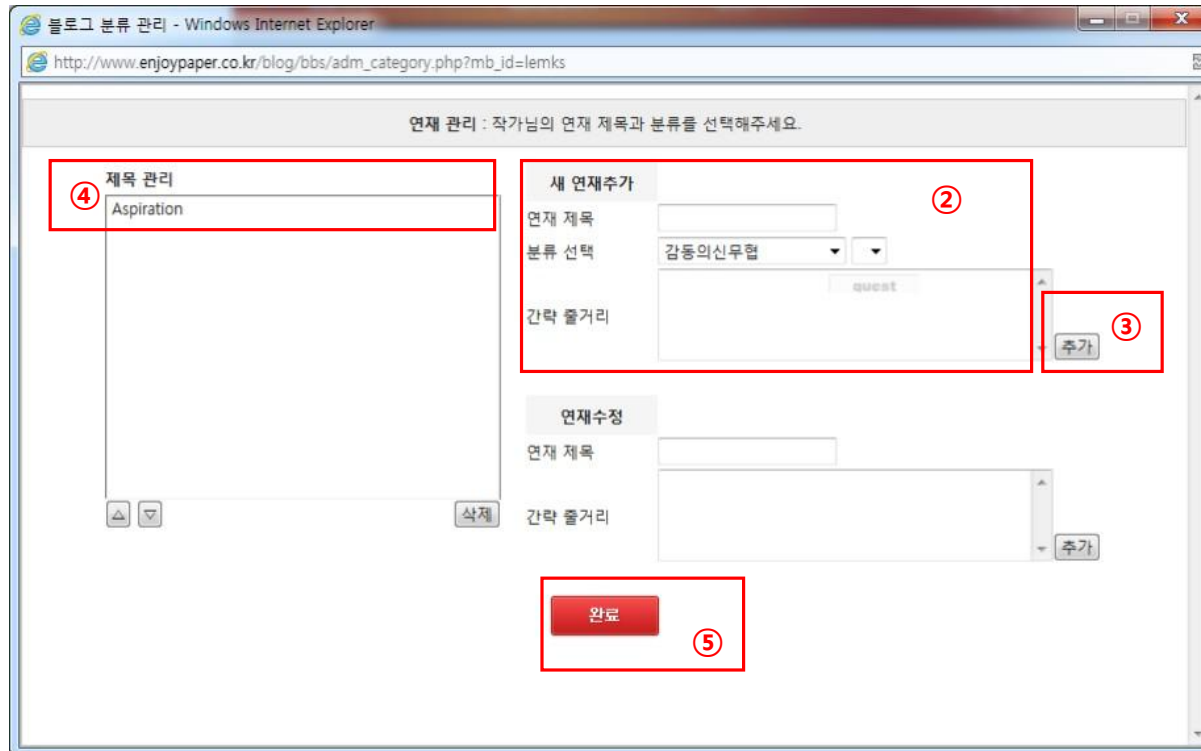 블로그 분류 관리 - Windows Internet Explorer
http://www.enjoypaper.co.kr/blog/bbs/adm_category.php?mb_id=lemks
연재 관리 : 작가님의 연재 제목과 분류를 선택해주세요.
④ 제목 관리
Aspiration
삭제
새 연재추가 ②
연재 제목
분류 선택 감동의신무협
quest
간략 줄거리
③
추가
연재수정
연재 제목
간략 줄거리
추가
완료
⑤